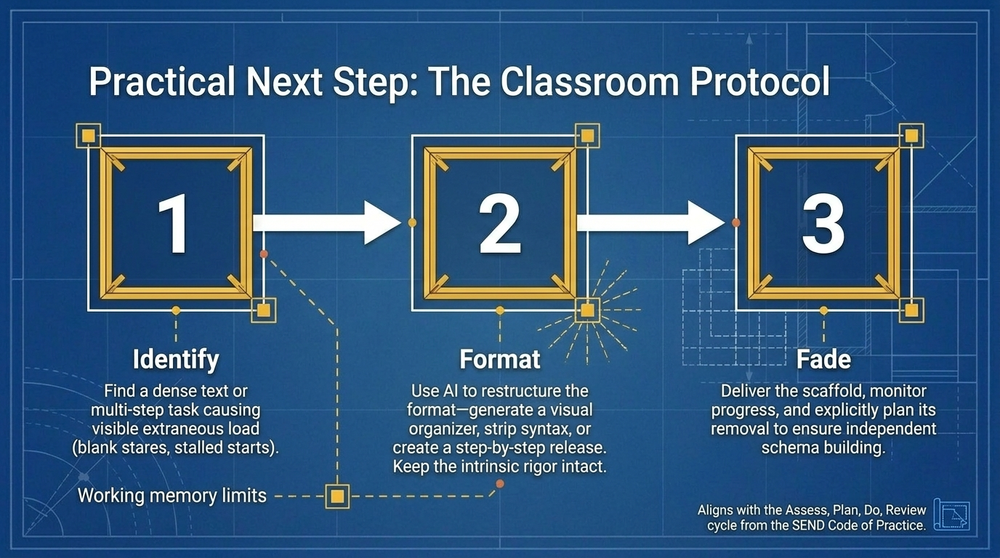 Practical Next Step: The Classroom Protocol
1
2
3
Identify
Find a dense text or
multi-step task causing
visible extraneous load
(blank stares, stalled starts).
Format
Use AI to restructure the
format—generate a visual
organizer, strip syntax, or
create a step-by-step release.
Keep the intrinsic rigor intact.
Fade
Deliver the scaffold, monitor
progress, and explicitly plan its
removal to ensure independent
schema building.
Working memory limits
Aligns with the Assess, Plan, Do, Review
cycle from the SEND Code of Practice.